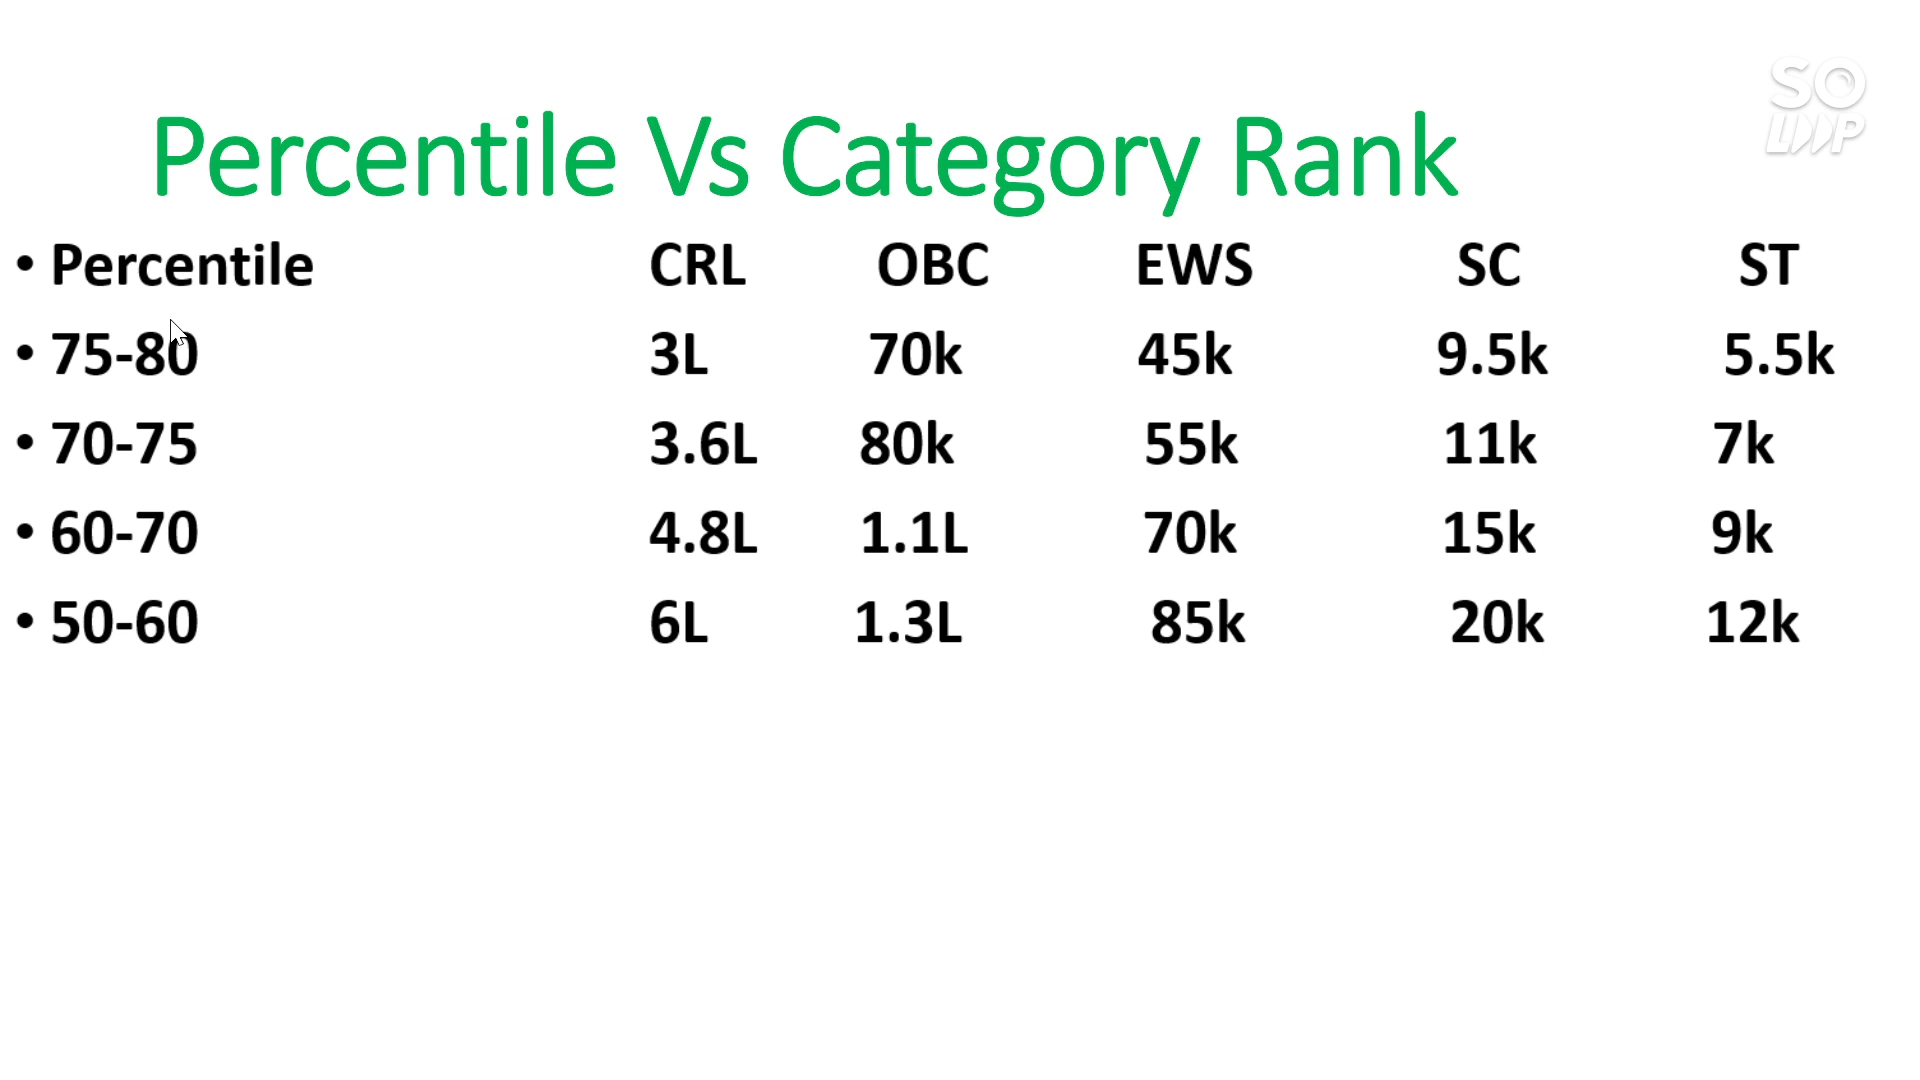 SO
LOOP
Percentile Vs Category Rank
• Percentile CRL OBC EWS SC ST
• 75-80 3L 70k 45k 9.5k 5.5k
• 70-75 3.6L 80k 55k 11k 7k
• 60-70 4.8L 1.1L 70k 15k 9k
• 50-60 6L 1.3L 85k 20k 12k